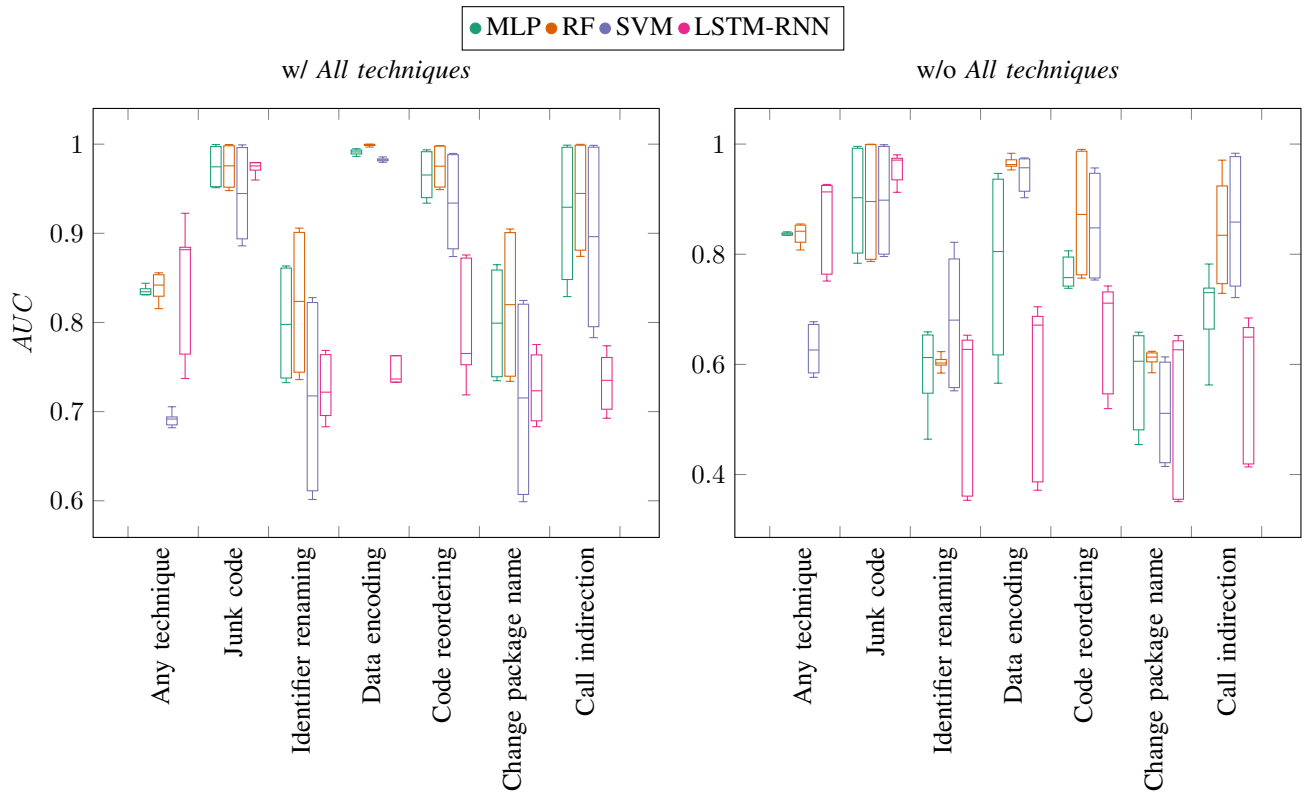 MLP RF SVM LSTM-RNN
w/ All techniques
w/o All techniques
AUC
1
0.9
0.8
0.7
0.6
1
0.8
0.6
0.4
Any technique
Junk code
Identifier renaming
Data encoding
Code reordering
Change package name
Call indirection
Any technique
Junk code
Identifier renaming
Data encoding
Code reordering
Change package name
Call indirection